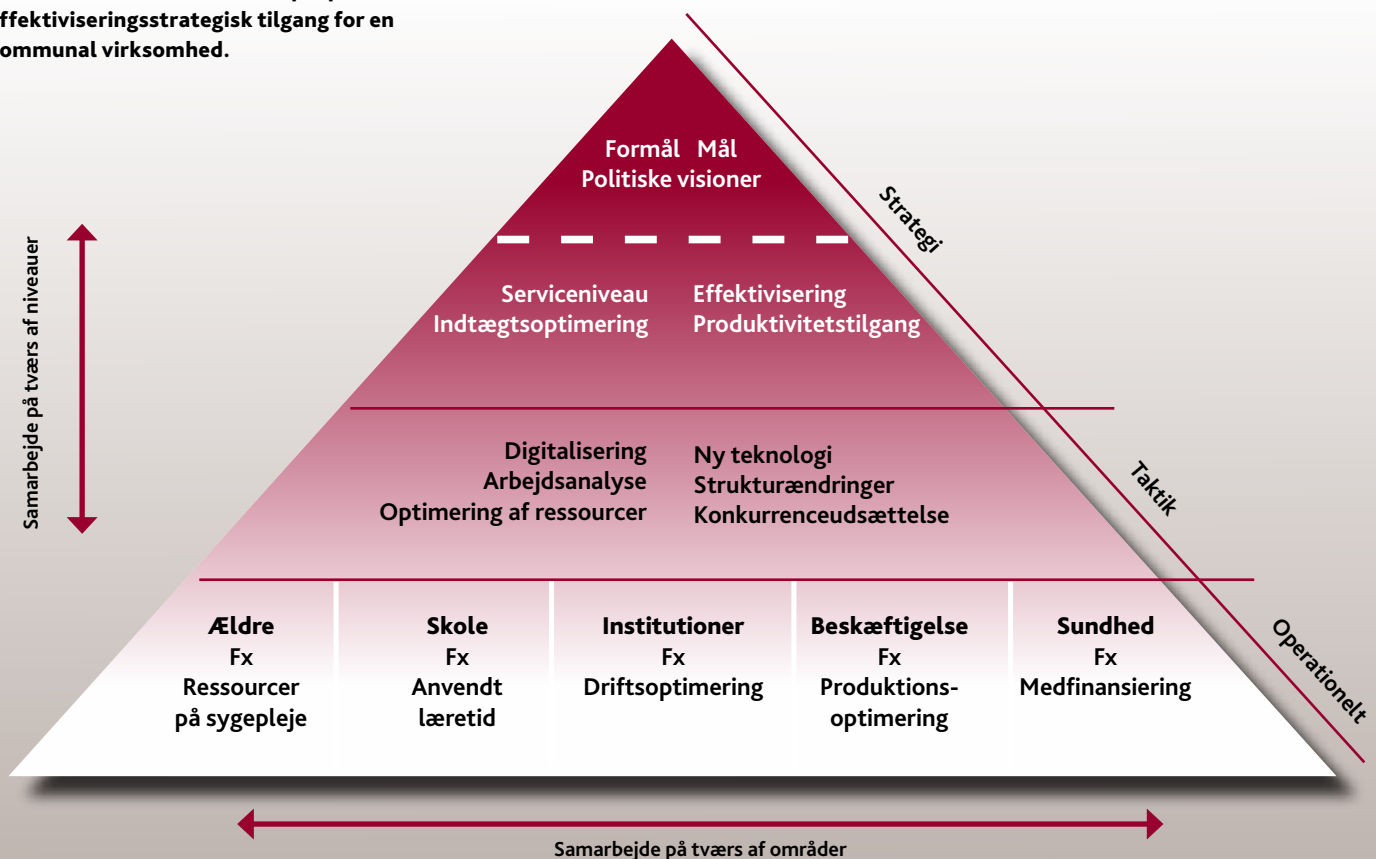 ffektiviseringsstrategisk tilgang for en
ommunal virksomhed.
Formål Mål
Politiske visioner
Strategi
Samarbejde på tværs af niveauer
Serviceniveau
Indtægtsoptimering
Effektivisering
Produktivitetstilgang
Digitalisering
Arbejdsanalyse
Optimering af ressourcer
Ny teknologi
Strukturændringer
Konkurrenceudsættelse
Taktik
Ældre
Fx
Ressourcer
på sygepleje
Skole
Fx
Anvendt
læretid
Institutioner
Fx
Driftsoptimering
Beskæftigelse
Fx
Produktions-
optimering
Sundhed
Fx
Medfinansiering
Operationelt
Samarbejde på tværs af områder